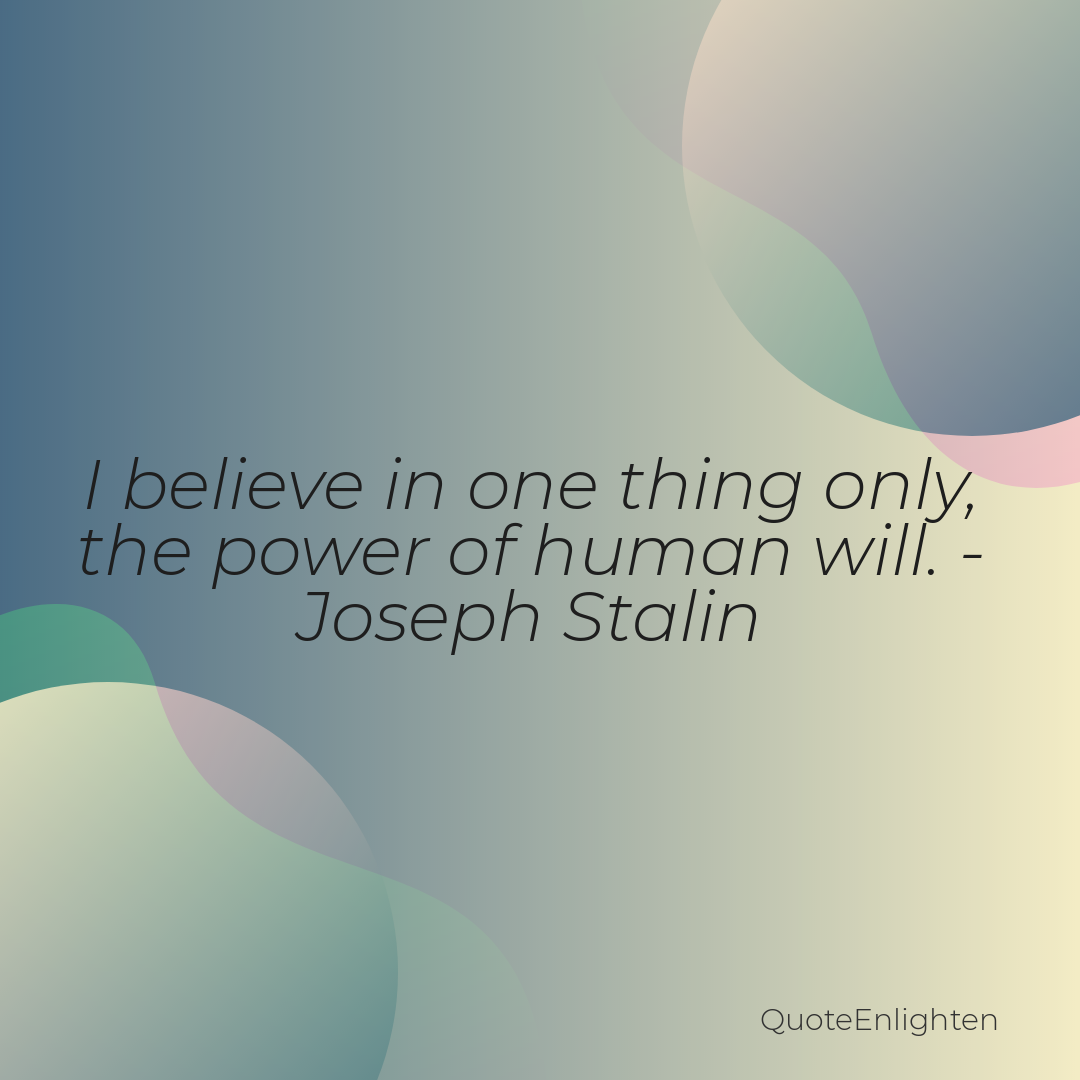 I believe in one thing only,
the power of human will. -
Joseph Stalin
QuoteEnlighten